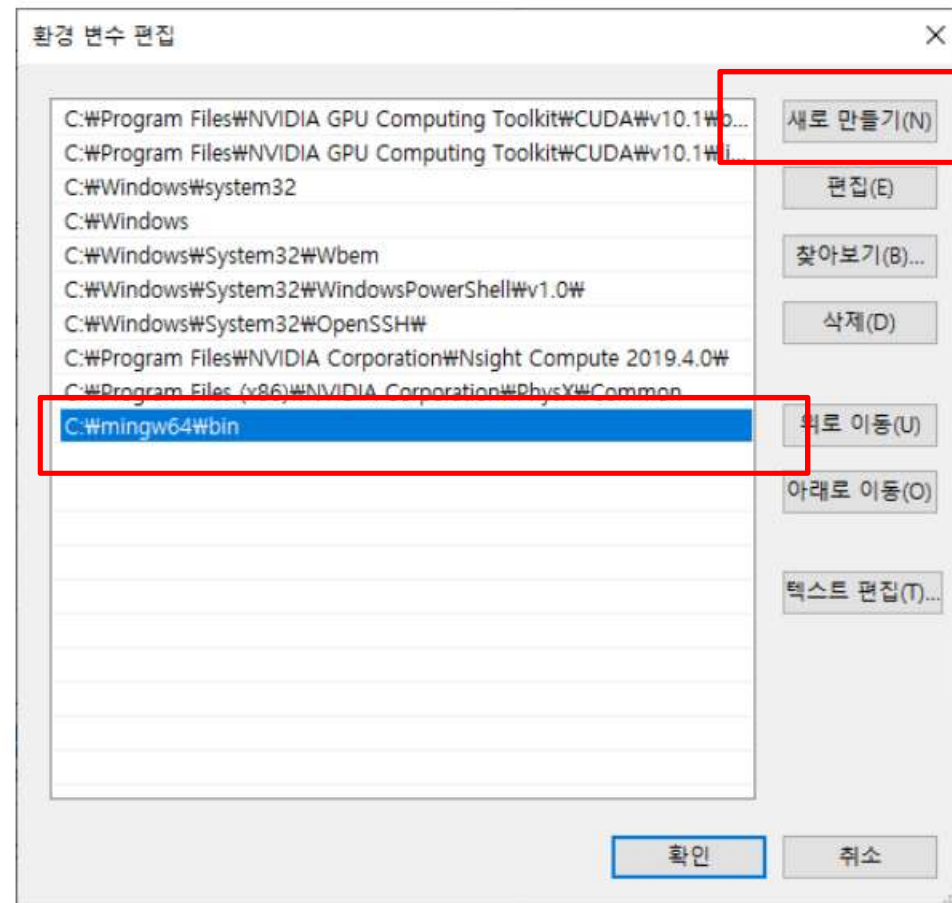 환경 변수 편집
C:₩Program Files₩NVIDIA GPU Computing Toolkit₩CUDA₩v10.1₩b...
새로 만들기(N)
C:₩Program Files₩NVIDIA GPU Computing Toolkit₩CUDA₩v10.1₩li...
C:₩Windows₩system32
편집(E)
C:₩Windows
C:₩Windows₩System32₩Wbem
찾아보기(B)...
C:₩Windows₩System32₩WindowsPowerShell₩v1.0₩
C:₩Windows₩System32₩OpenSSH₩
삭제(D)
C:₩Program Files₩NVIDIA Corporation₩Nsight Compute 2019.4.0₩
C:₩Program Files (x86)₩NVIDIA Corporation₩PhysX₩Common
C:₩mingw64₩bin
위로 이동(U)
아래로 이동(O)
텍스트 편집(T)...
확인
취소